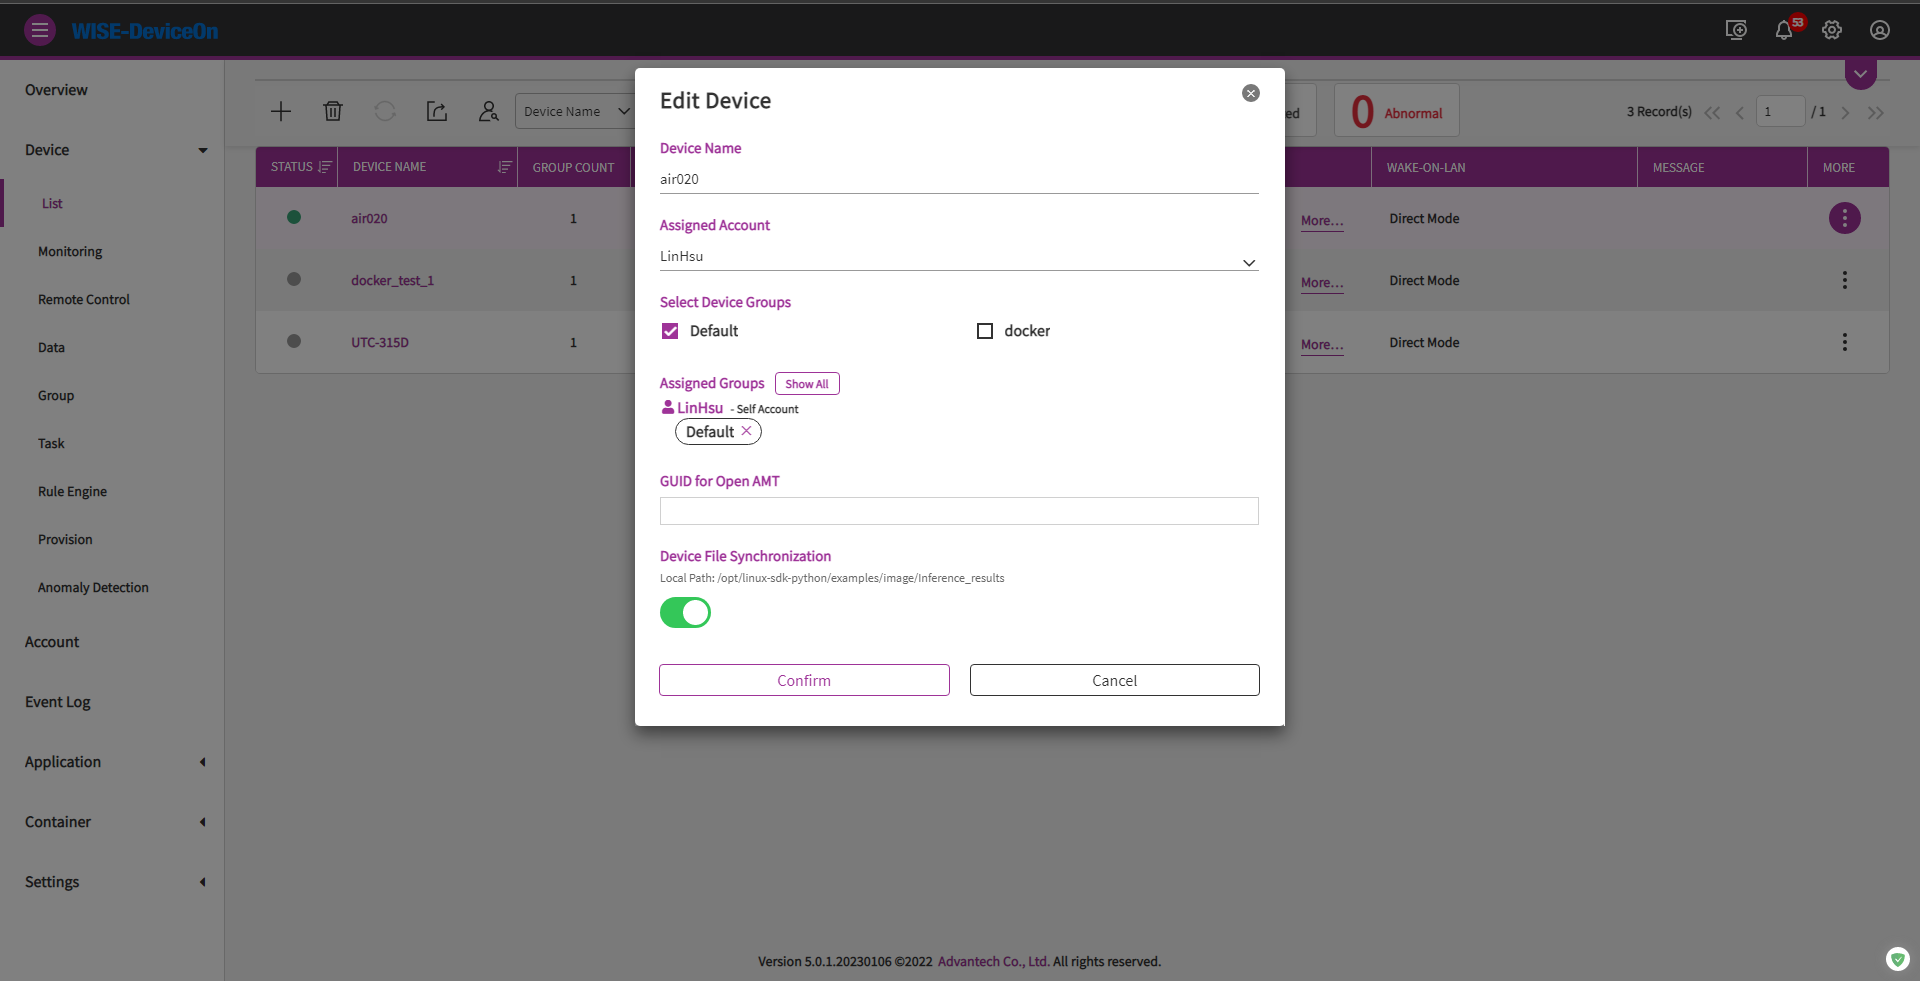 WISE-DeviceOn
53
Overview
Device
List
Monitoring
Remote Control
Data
Group
Task
Rule Engine
Provision
Anomaly Detection
Account
Event Log
Application
Container
Settings
Device Name
ed
0 Abnormal
3 Record(s)
1
/ 1
STATUS
DEVICE NAME
GROUP COUNT
WAKE-ON-LAN
MESSAGE
MORE
air020
1
More...
Direct Mode
docker_test_1
1
More...
Direct Mode
UTC-315D
1
More...
Direct Mode
Edit Device
Device Name
air020
Assigned Account
LinHsu
Select Device Groups
Default
docker
Assigned Groups
Show All
LinHsu - Self Account
Default
GUID for Open AMT
Device File Synchronization
Local Path: /opt/linux-sdk-python/examples/image/Inference_results
Confirm
Cancel
Version 5.0.1.20230106 ©2022 Advantech Co., Ltd. All rights reserved.